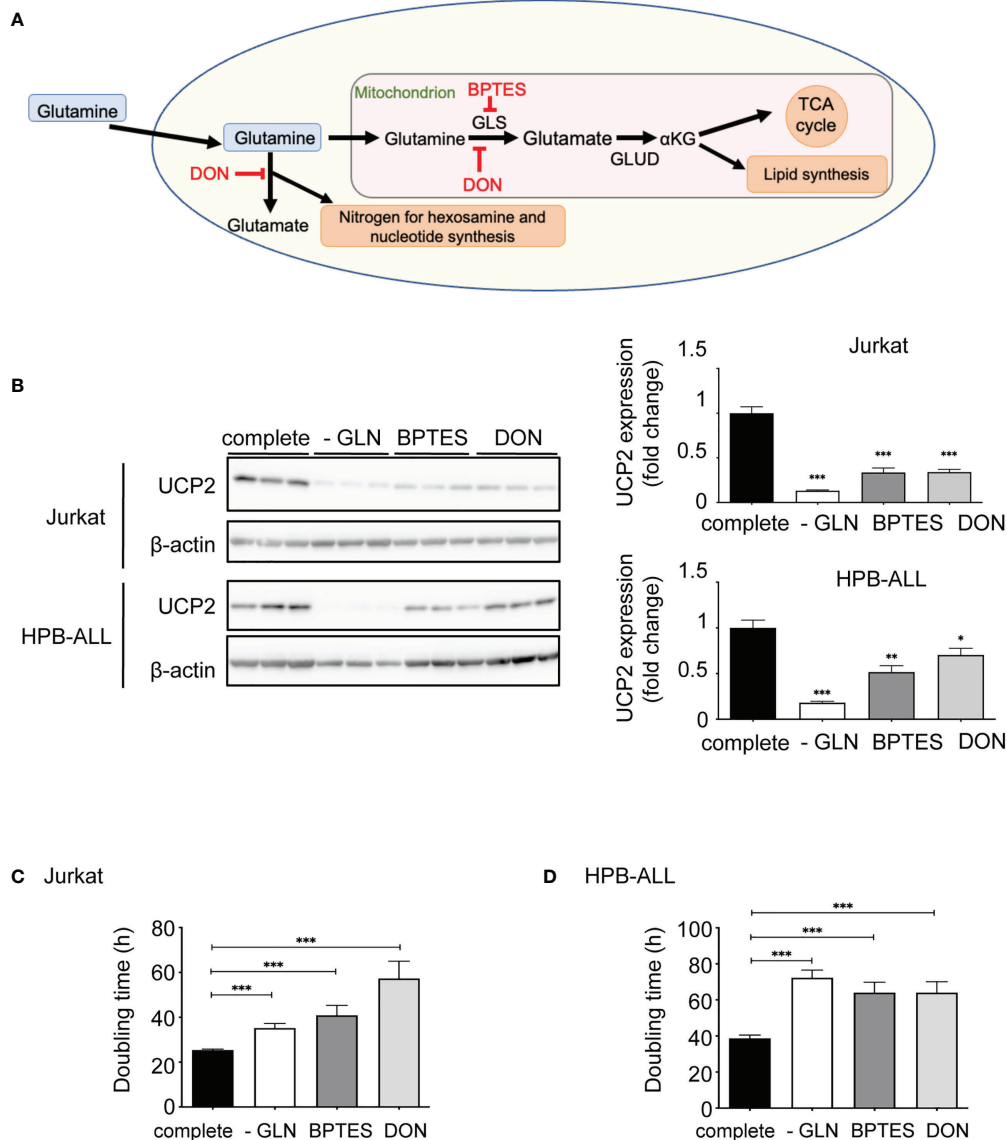 A
Glutamine
Glutamine
DON
Glutamate
Nitrogen for hexosamine and
nucleotide synthesis
Mitochondrion
BPTES
GLS
Glutamine
Glutamate
αKG
GLUD
DON
TCA
cycle
Lipid synthesis
B
complete - GLN BPTES DON
Jurkat
UCP2
β-actin
HPB-ALL
UCP2
β-actin
Jurkat
UCP2 expression
(fold change)
1.5
1
0.5
0
***
***
***
complete - GLN BPTES DON
HPB-ALL
UCP2 expression
(fold change)
1.5
1
0.5
0
***
**
*
complete - GLN BPTES DON
C Jurkat
Doubling time (h)
80
60
40
20
0
***
***
***
complete - GLN BPTES DON
D HPB-ALL
Doubling time (h)
100
80
60
40
20
0
***
***
***
complete - GLN BPTES DON